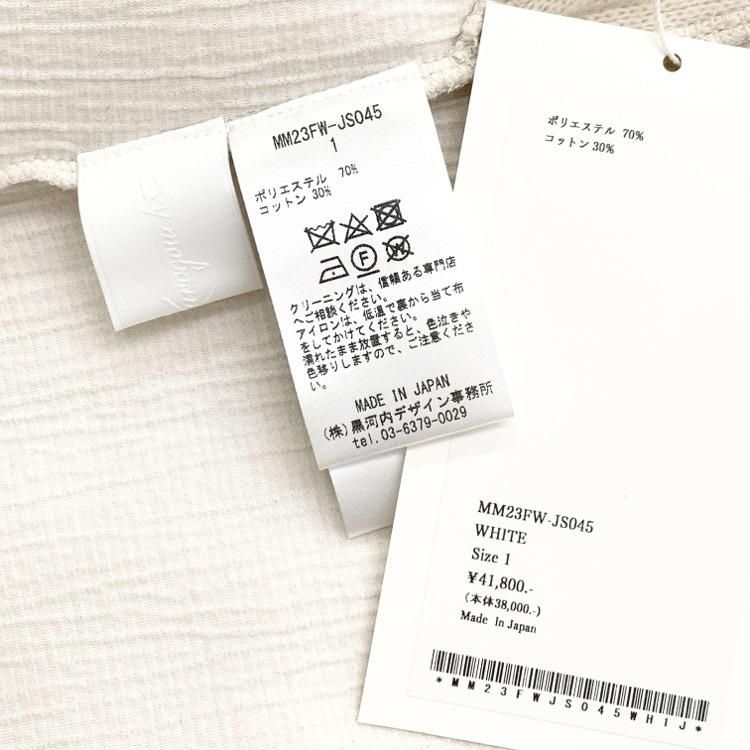 MM23FW-JS045
1
ポリエステル 70%
コットン 30%
F
クリーニングは、信頼ある専門店
へご相談ください。
アイロンは、低温で裏から当て布
をしてかけてください。
濡れたまま放置すると、色泣きや
色移りしますので、ご注意くださ
い。
MADE IN JAPAN
(株)黒河内デザイン事務所
tel.03-6379-0029
ポリエステル 70%
コットン 30%
MM23FW-JS045
WHITE
Size 1
¥41,800.-
(本体38,000.-)
Made In Japan
*MM23FWJS045WH1J*